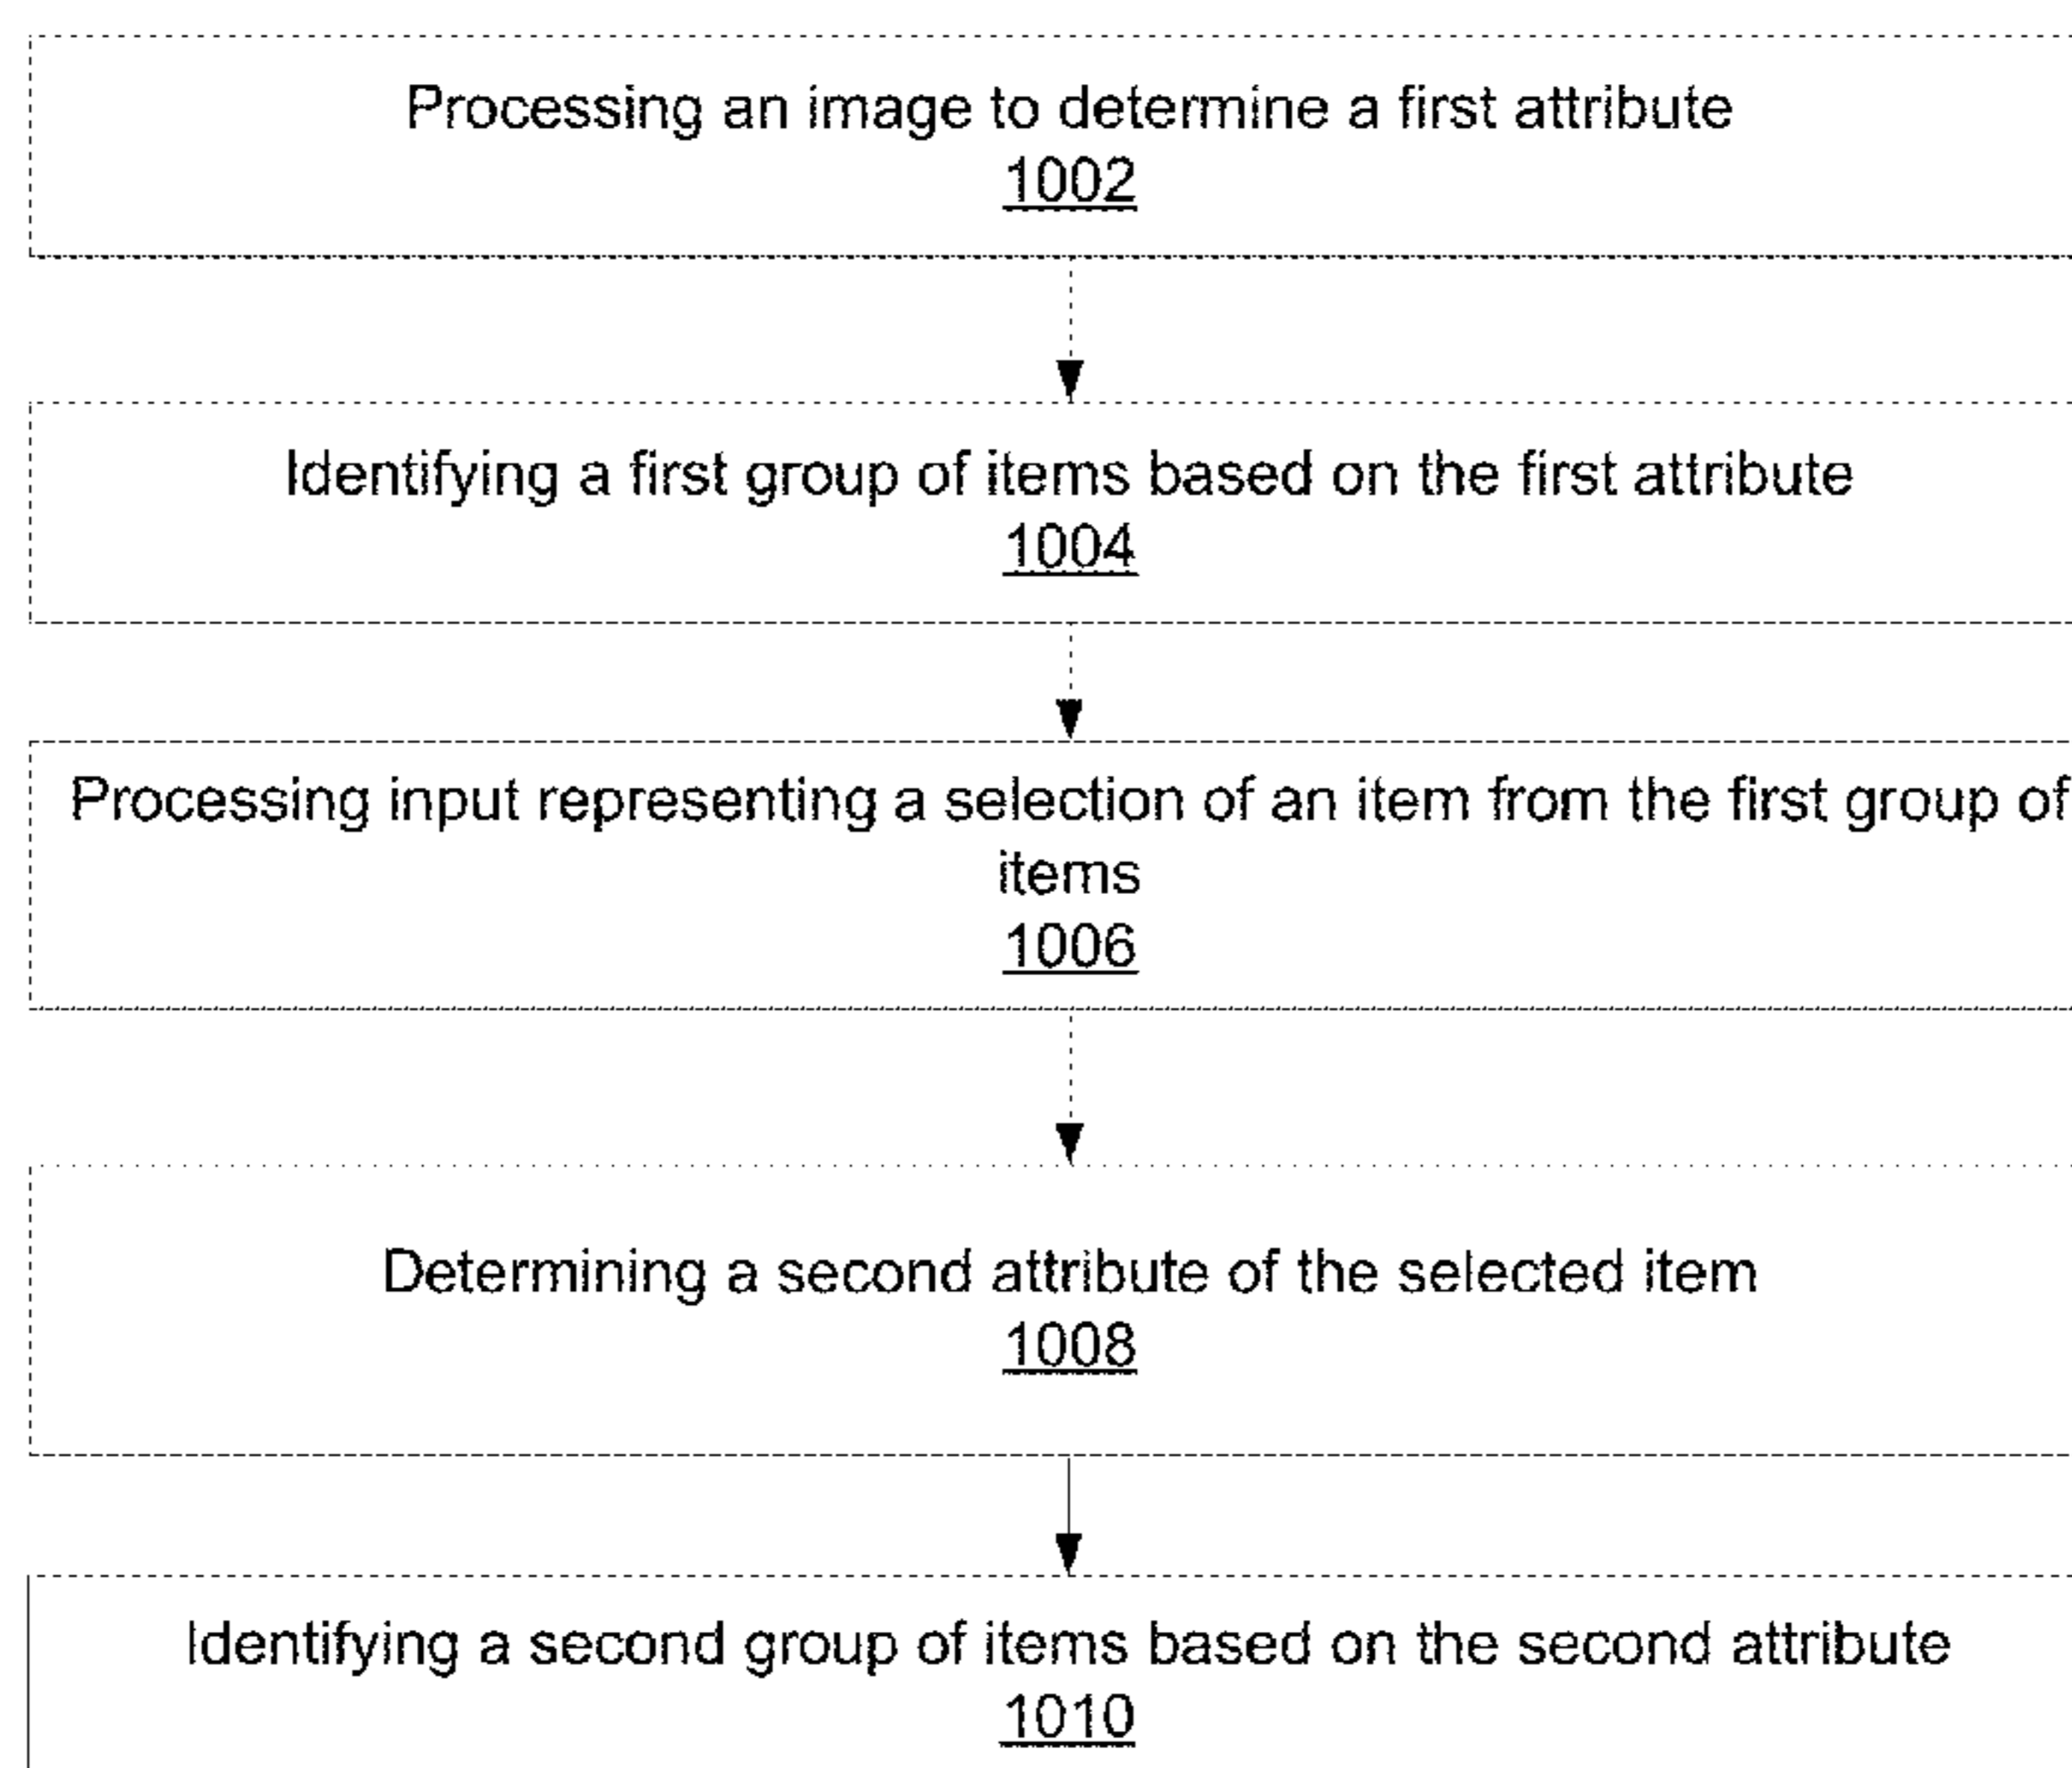 Processing an image to determine a first attribute
1002
Identifying a first group of items based on the first attribute
1004
Processing input representing a selection of an item from the first group of
items
1006
Determining a second attribute of the selected item
1008
Identifying a second group of items based on the second attribute
1010